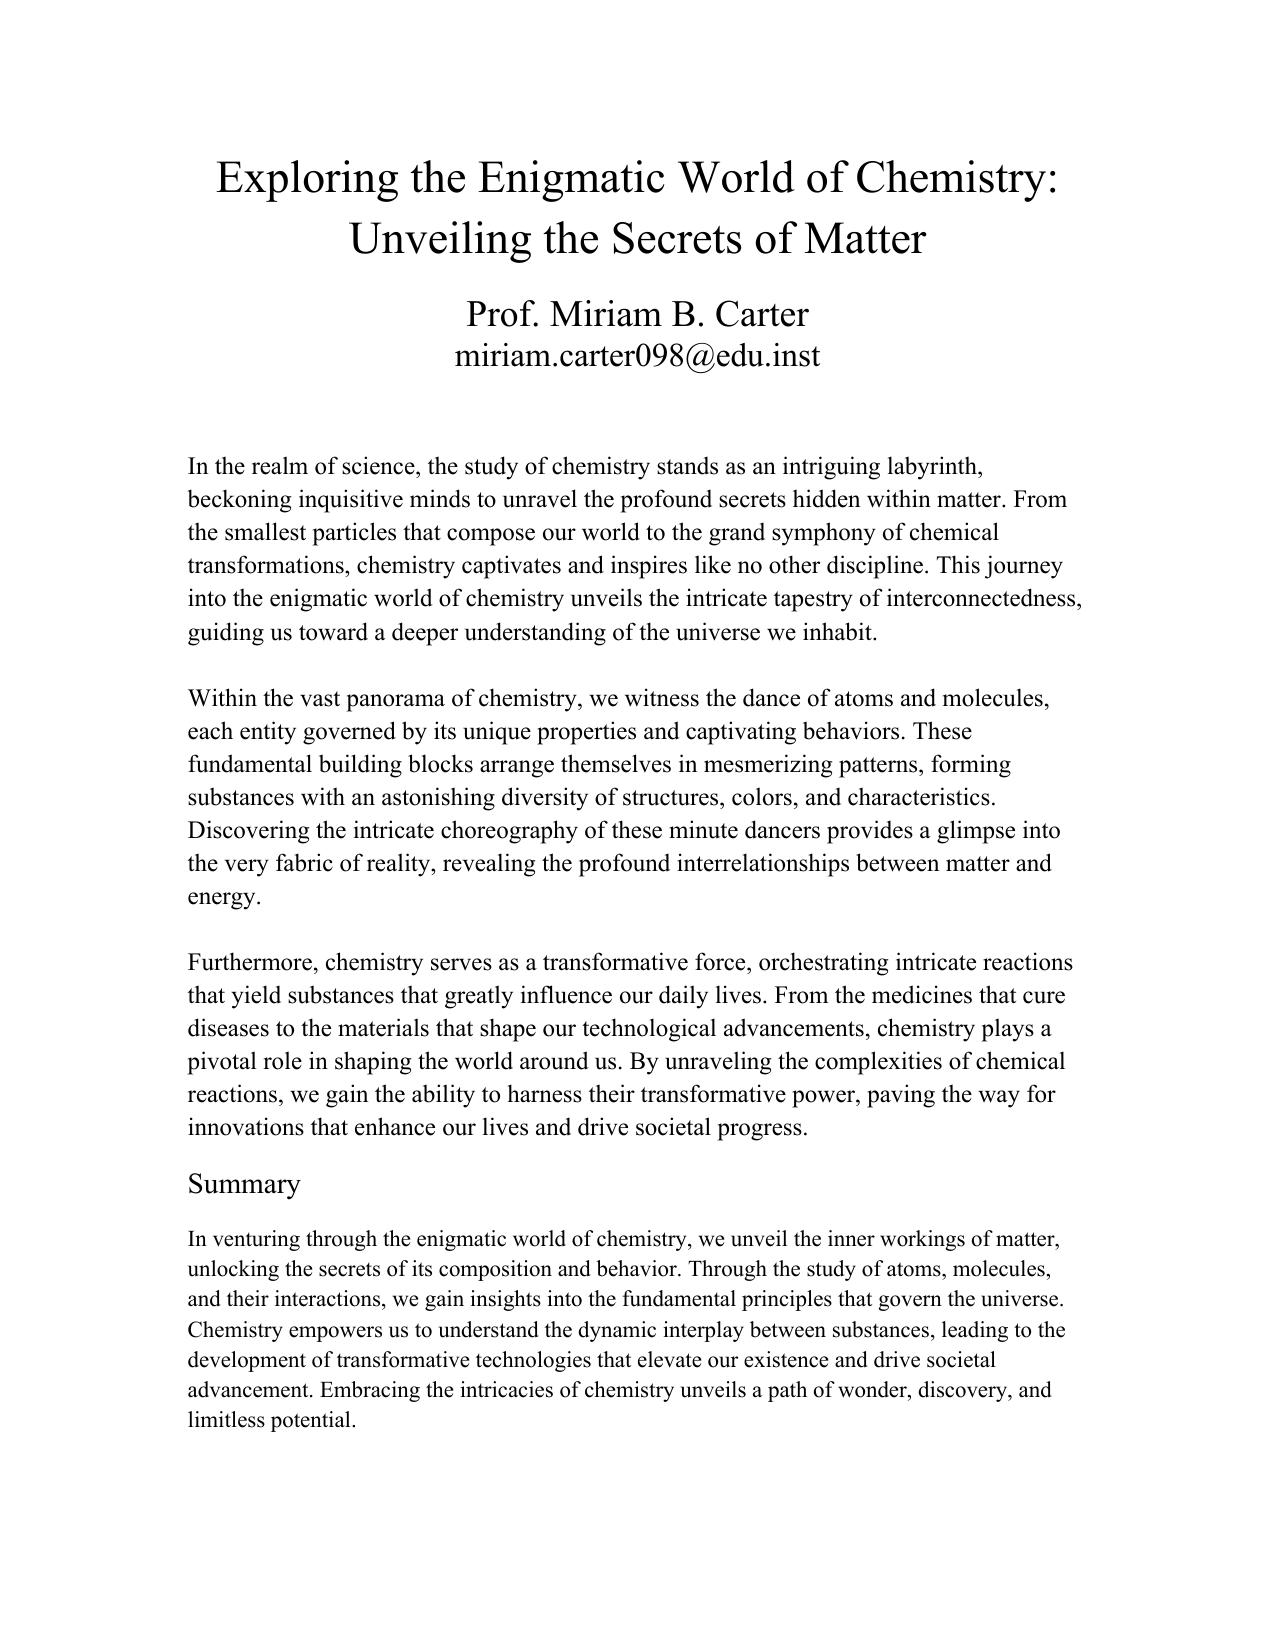 Exploring the Enigmatic World of Chemistry:
Unveiling the Secrets of Matter
Prof. Miriam B. Carter
miriam.carter098@edu.inst
In the realm of science, the study of chemistry stands as an intriguing labyrinth,
beckoning inquisitive minds to unravel the profound secrets hidden within matter. From
the smallest particles that compose our world to the grand symphony of chemical
transformations, chemistry captivates and inspires like no other discipline. This journey
into the enigmatic world of chemistry unveils the intricate tapestry of interconnectedness,
guiding us toward a deeper understanding of the universe we inhabit.
Within the vast panorama of chemistry, we witness the dance of atoms and molecules,
each entity governed by its unique properties and captivating behaviors. These
fundamental building blocks arrange themselves in mesmerizing patterns, forming
substances with an astonishing diversity of structures, colors, and characteristics.
Discovering the intricate choreography of these minute dancers provides a glimpse into
the very fabric of reality, revealing the profound interrelationships between matter and
energy.
Furthermore, chemistry serves as a transformative force, orchestrating intricate reactions
that yield substances that greatly influence our daily lives. From the medicines that cure
diseases to the materials that shape our technological advancements, chemistry plays a
pivotal role in shaping the world around us. By unraveling the complexities of chemical
reactions, we gain the ability to harness their transformative power, paving the way for
innovations that enhance our lives and drive societal progress.
Summary
In venturing through the enigmatic world of chemistry, we unveil the inner workings of matter,
unlocking the secrets of its composition and behavior. Through the study of atoms, molecules,
and their interactions, we gain insights into the fundamental principles that govern the universe.
Chemistry empowers us to understand the dynamic interplay between substances, leading to the
development of transformative technologies that elevate our existence and drive societal
advancement. Embracing the intricacies of chemistry unveils a path of wonder, discovery, and
limitless potential.